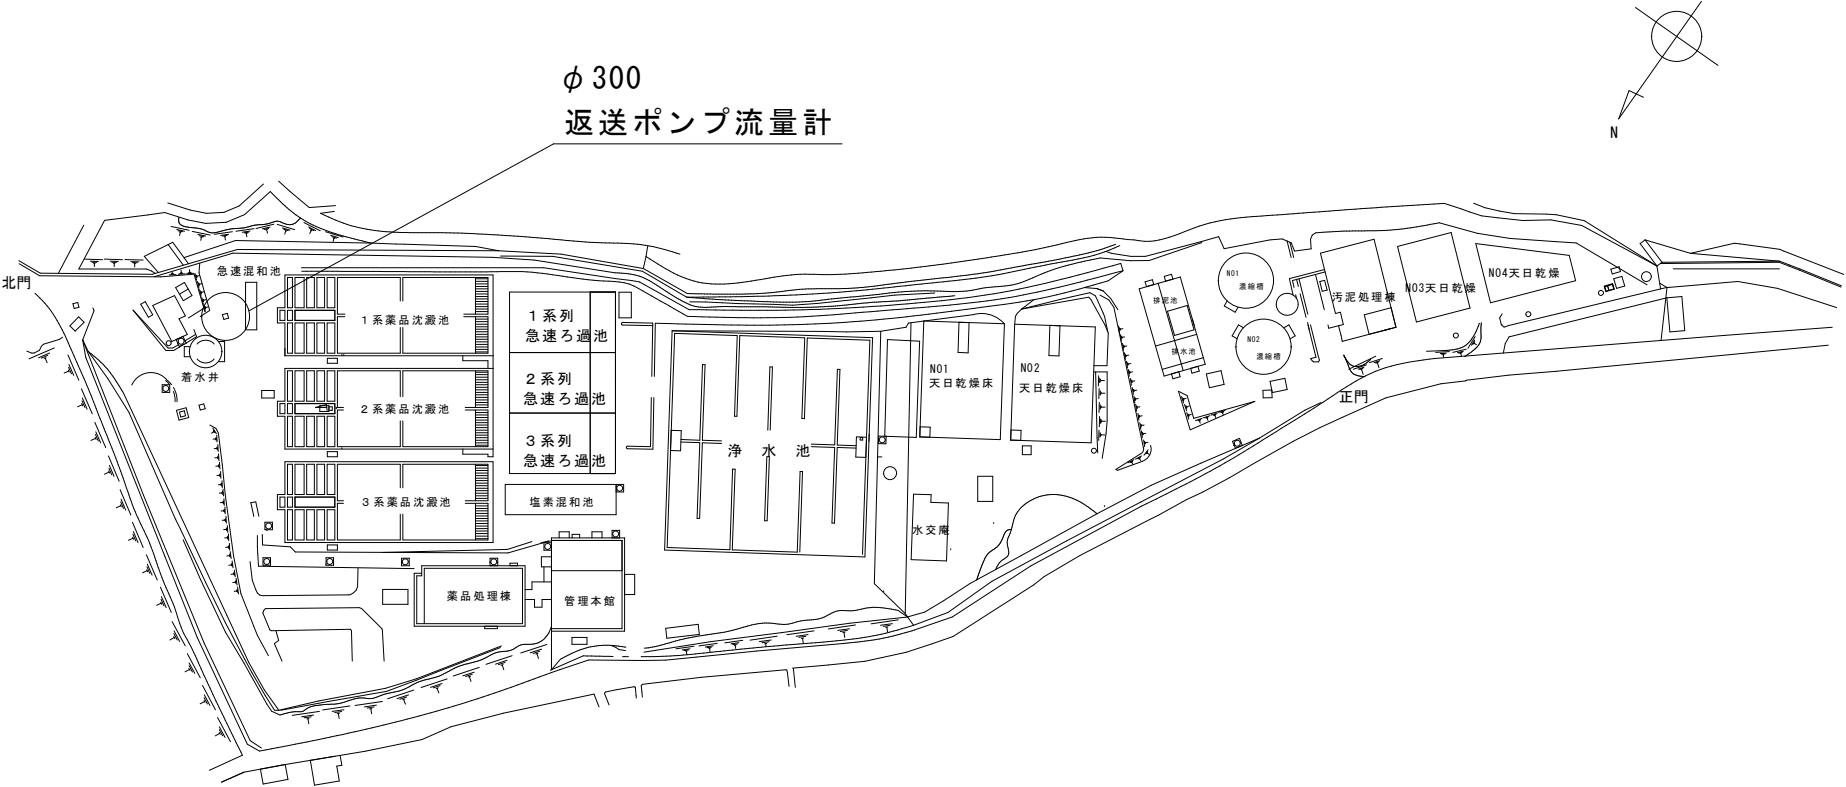 φ300
返送ポンプ流量計
N
北門
急速混和池
着水井
1系薬品沈澱池
2系薬品沈澱池
3系薬品沈澱池
1系列
急速ろ過池
2系列
急速ろ過池
3系列
急速ろ過池
塩素混和池
薬品処理棟
管理本館
浄水池
NO1
天日乾燥床
NO2
天日乾燥床
水交庵
排泥池
排水池
NO1
濃縮槽
NO2
濃縮槽
汚泥処理棟
NO3天日乾燥
NO4天日乾燥
正門